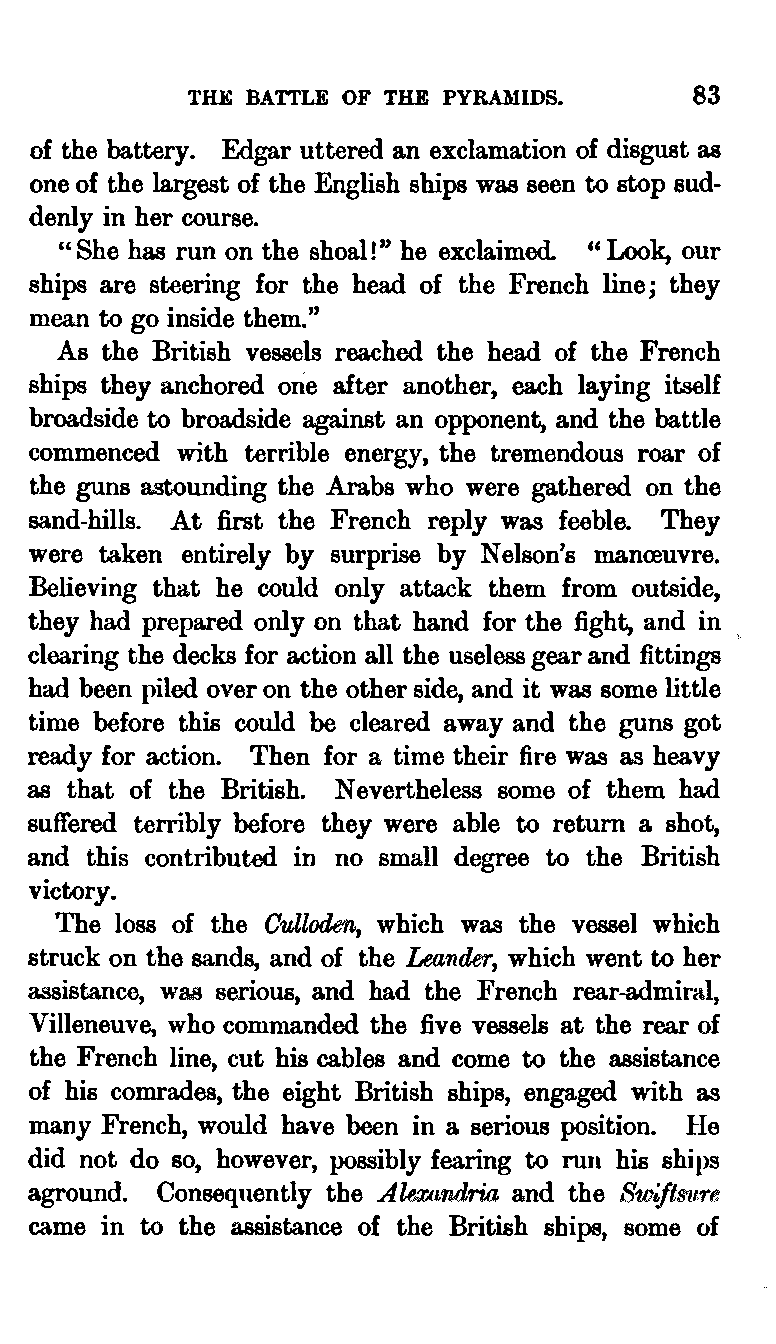 THE BATTLE OF THE PYRAMIDS. 83
of the battery. Edgar uttered an exclamation of disgust as
one of the largest of the English ships was seen to stop sud-
denly in her course.
“She has run on the shoal!” he exclaimed. “Look, our
ships are steering for the head of the French line; they
mean to go inside them.”
As the British vessels reached the head of the French
ships they anchored one after another, each laying itself
broadside to broadside against an opponent, and the battle
commenced with terrible energy, the tremendous roar of
the guns astounding the Arabs who were gathered on the
sand-hills. At first the French reply was feeble. They
were taken entirely by surprise by Nelson’s manœuvre.
Believing that he could only attack them from outside,
they had prepared only on that hand for the fight, and in
clearing the decks for action all the useless gear and fittings
had been piled over on the other side, and it was some little
time before this could be cleared away and the guns got
ready for action. Then for a time their fire was as heavy
as that of the British. Nevertheless some of them had
suffered terribly before they were able to return a shot,
and this contributed in no small degree to the British
victory.
The loss of the Culloden, which was the vessel which
struck on the sands, and of the Leander, which went to her
assistance, was serious, and had the French rear-admiral,
Villeneuve, who commanded the five vessels at the rear of
the French line, cut his cables and come to the assistance
of his comrades, the eight British ships, engaged with as
many French, would have been in a serious position. He
did not do so, however, possibly fearing to run his ships
aground. Consequently the Alexandria and the Swiftsure
came in to the assistance of the British ships, some of